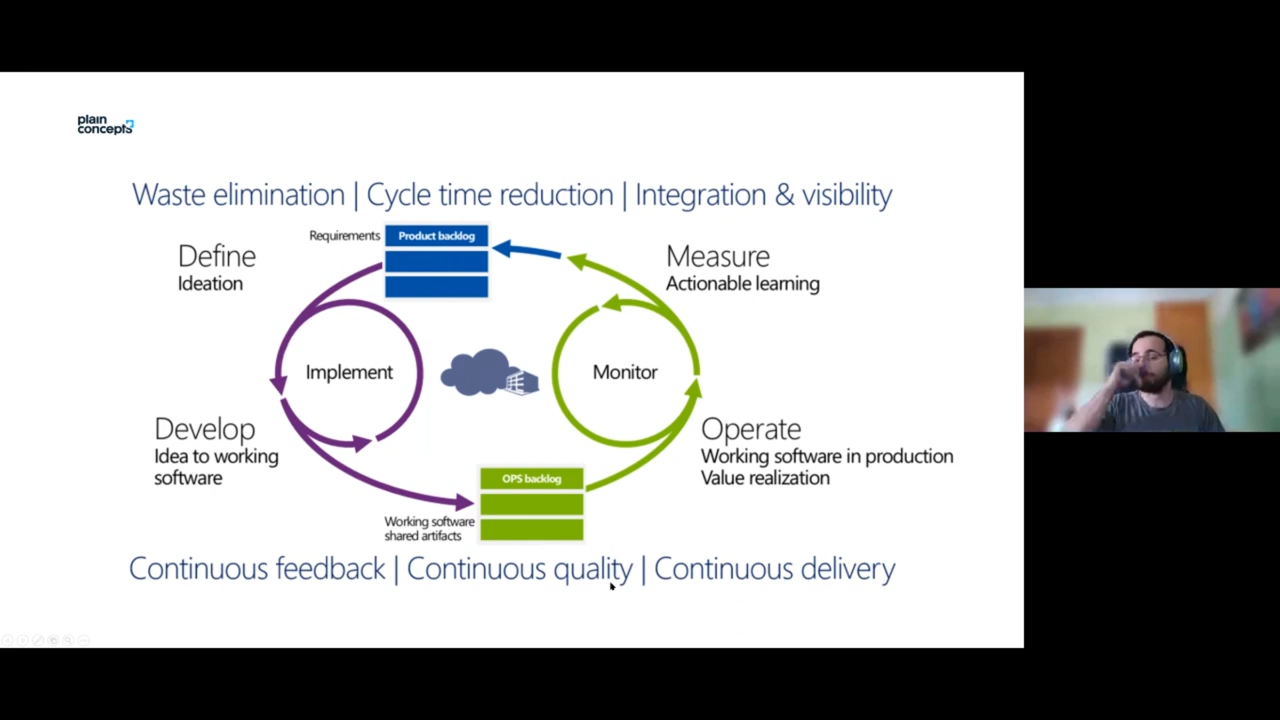 plain
concepts
Waste elimination | Cycle time reduction | Integration & visibility
Requirements
Product backlog
Define
Ideation
Measure
Actionable learning
Implement
Monitor
Develop
Idea to working
software
Operate
Working software in production
Value realization
OPS backlog
Working software
shared artifacts
Continuous feedback | Continuous quality | Continuous delivery